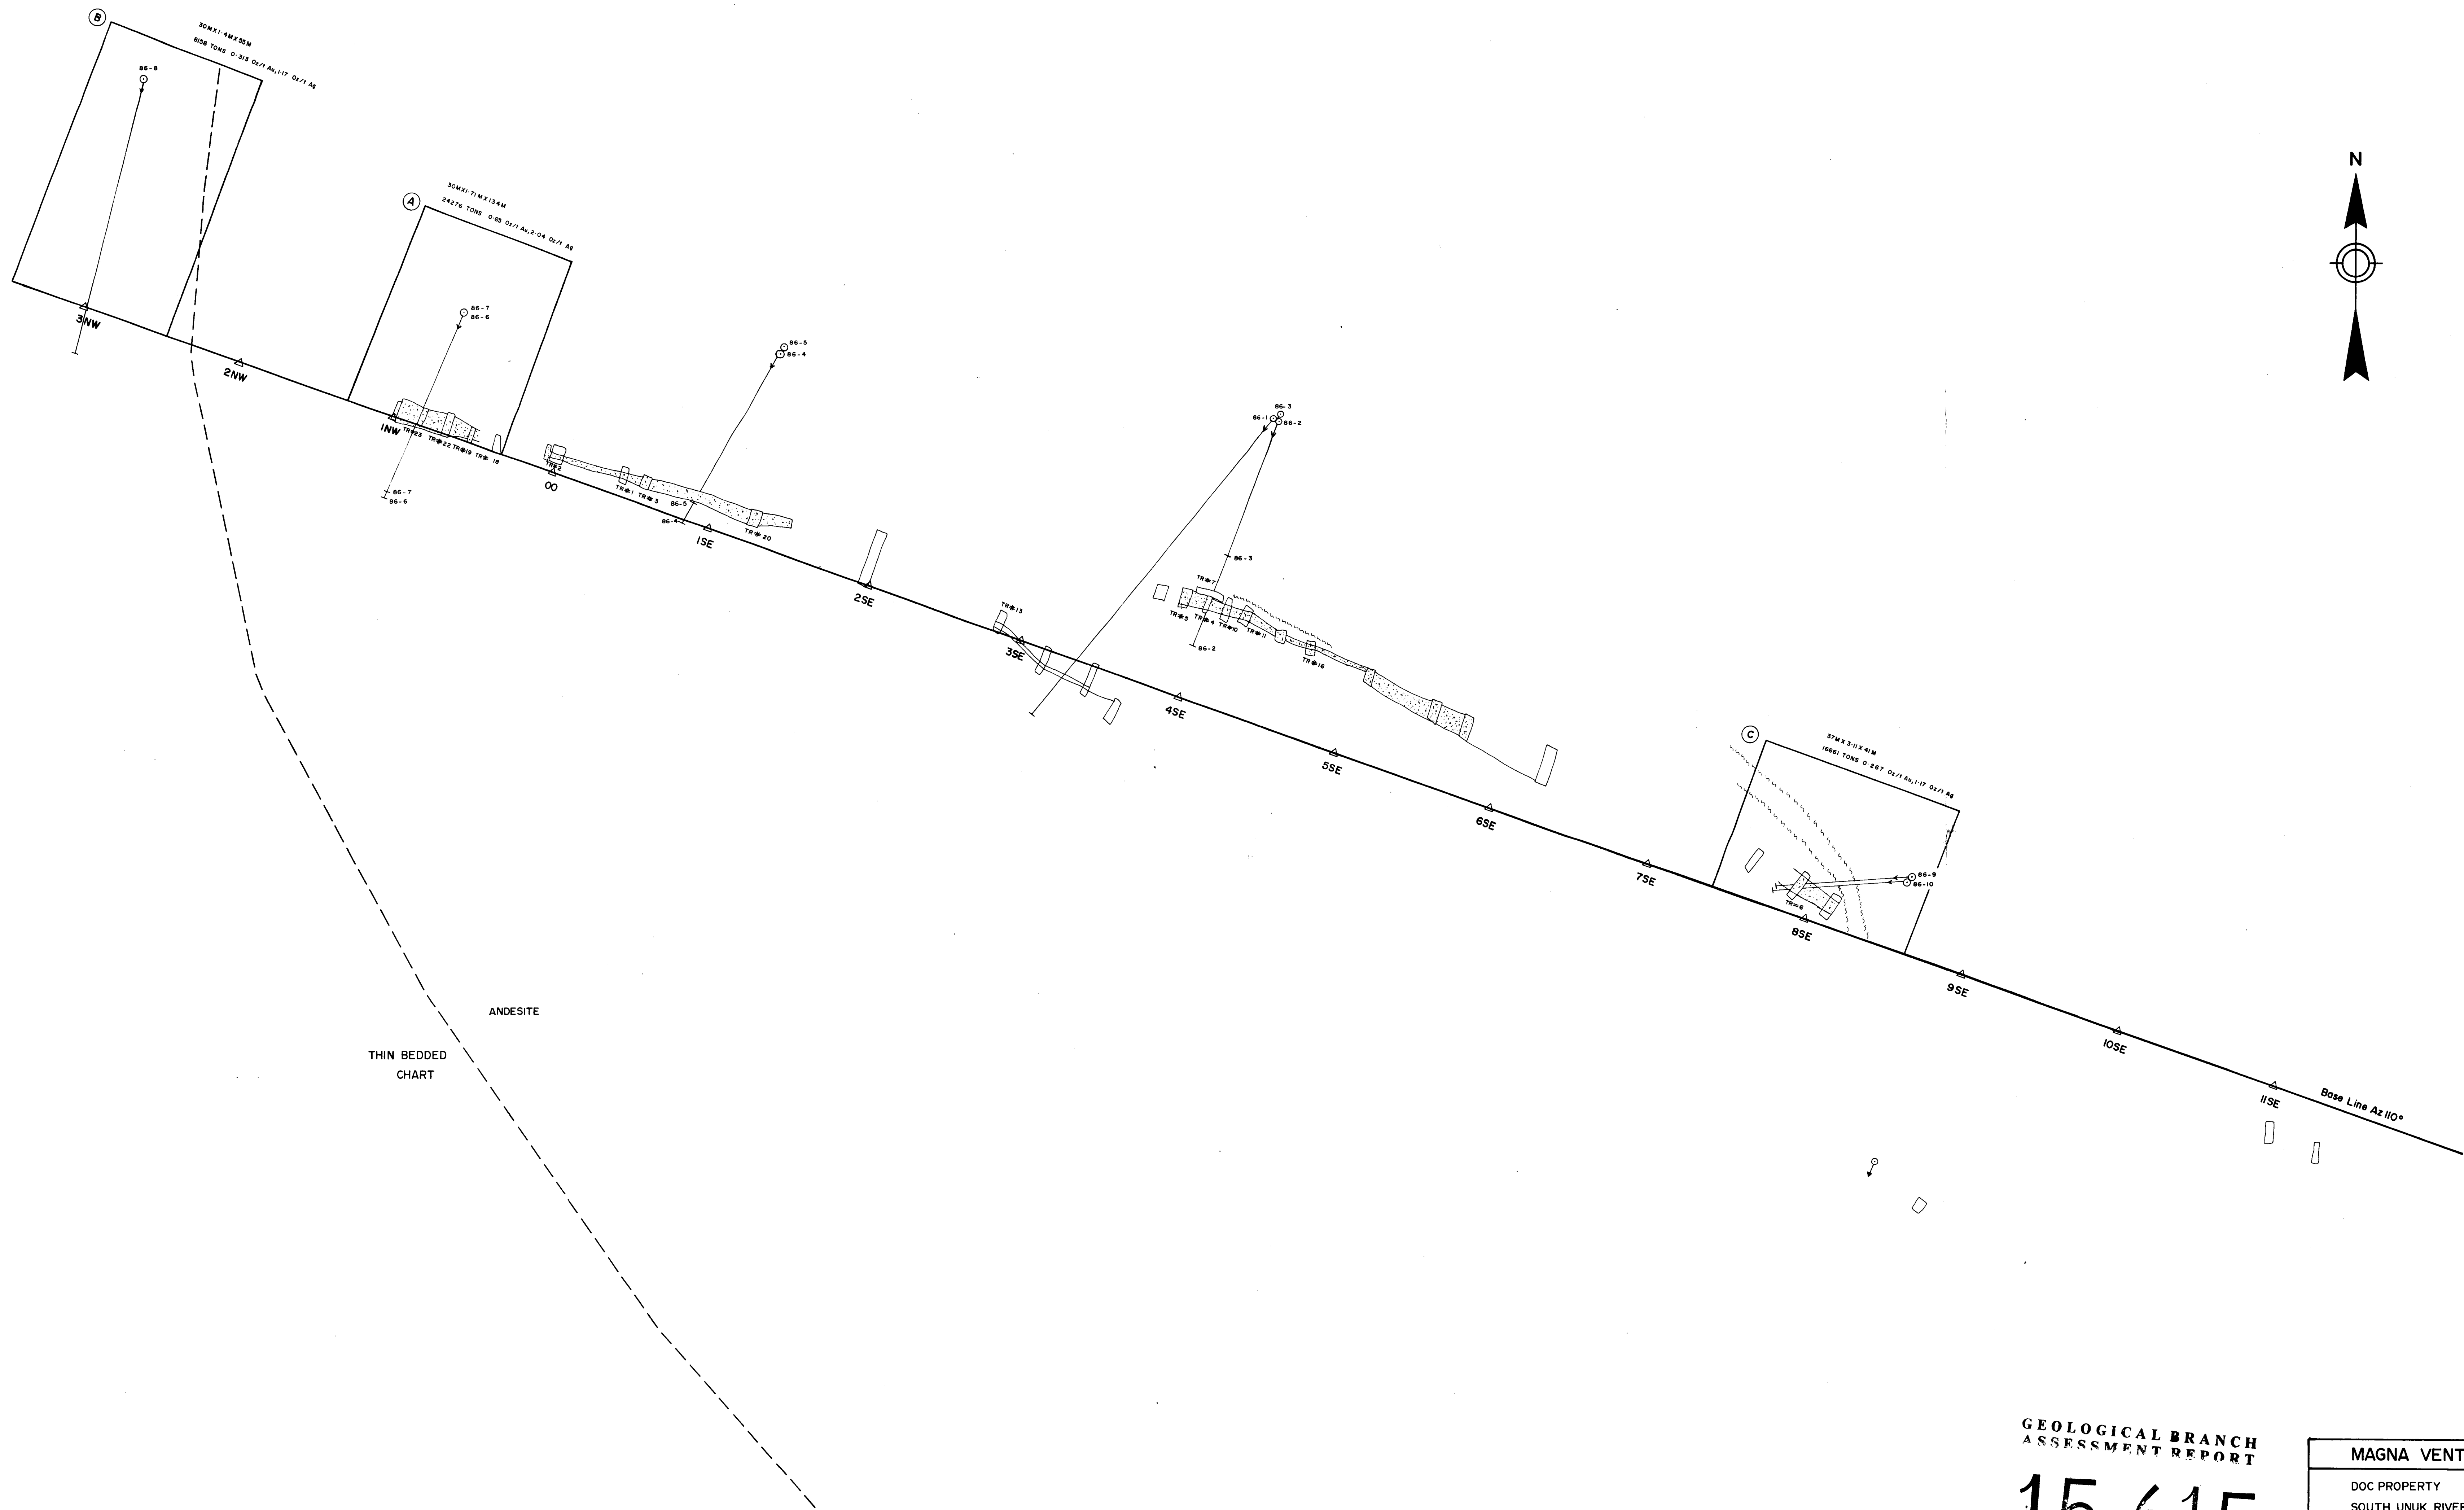 B
30M X 1·4M X 55M
8158 TONS 0·313 Oz/t Au, 1·17 Oz/t Ag
86-8
3NW
2NW
A
30M X 1·71M X 134M
24276 TONS 0·65 Oz/t Au, 2·04 Oz/t Ag
86-7
86-6
1NW
TR#23
TR#22
TR#19
TR# 18
86-7
86-6
86-5
86-4
TR#2
00
TR#1
TR#3
86-5
86-4
TR#20
1SE
2SE
86-3
86-1
86-2
86-3
TR#7
TR#5
TR#4
TR#10
TR#11
TR#16
86-2
TR#13
3SE
4SE
5SE
6SE
7SE
C
37M X 3·11 X 41M
16661 TONS 0·267 Oz/t Au, 1·17 Oz/t Ag
86-9
86-10
TR#6
8SE
9SE
10SE
11SE
Base Line Az 110°
N
ANDESITE
THIN BEDDED
CHART
GEOLOGICAL BRANCH
ASSESSMENT REPORT
15,615
MAGNA VENT
DOC PROPERTY
SOUTH UNUK RIVER